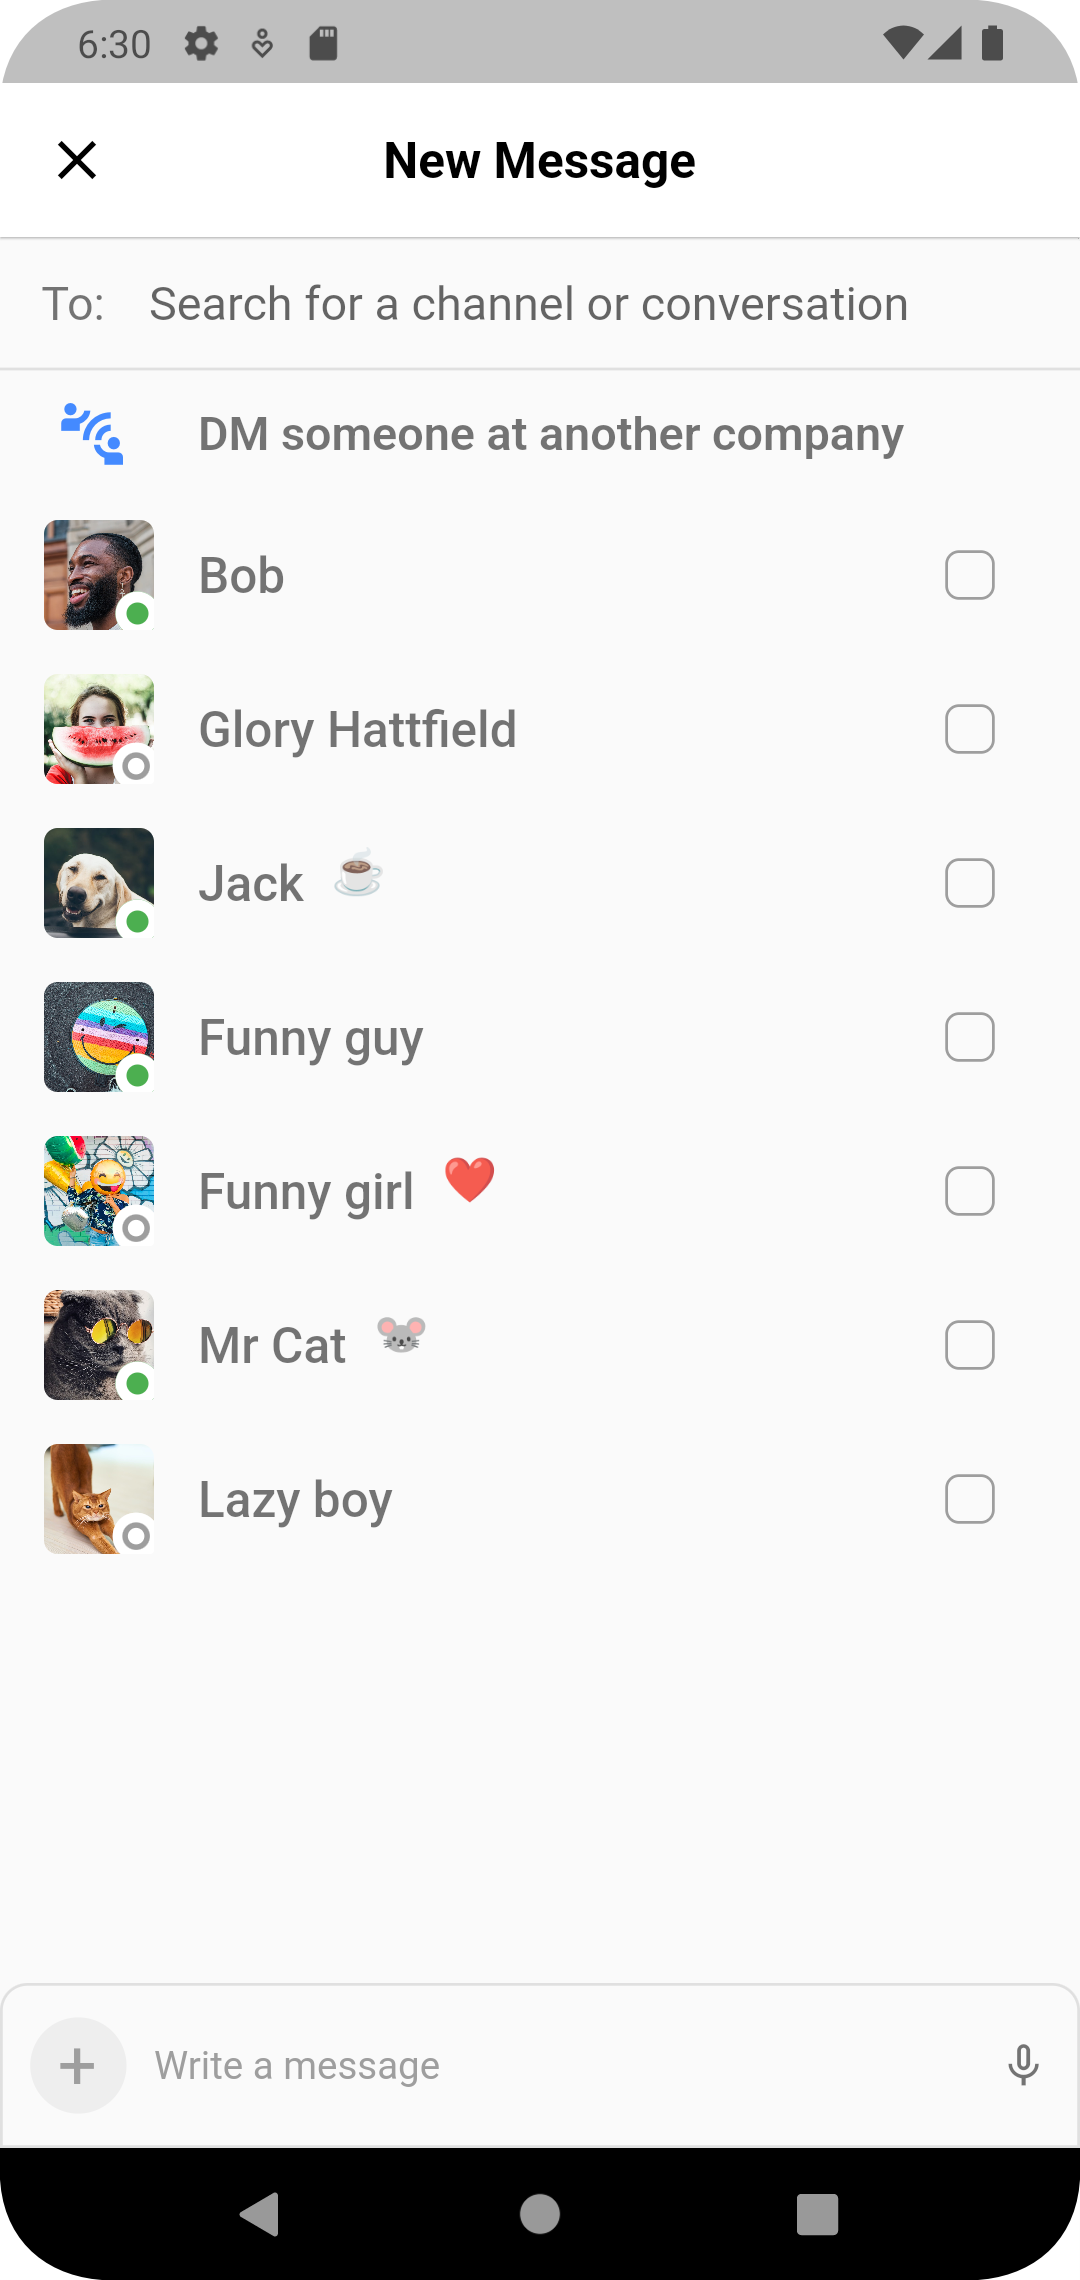 6:30
New Message
To: Search for a channel or conversation
DM someone at another company
Bob
Glory Hattfield
Jack ☕
Funny guy
Funny girl ❤️
Mr Cat 🐭
Lazy boy
Write a message